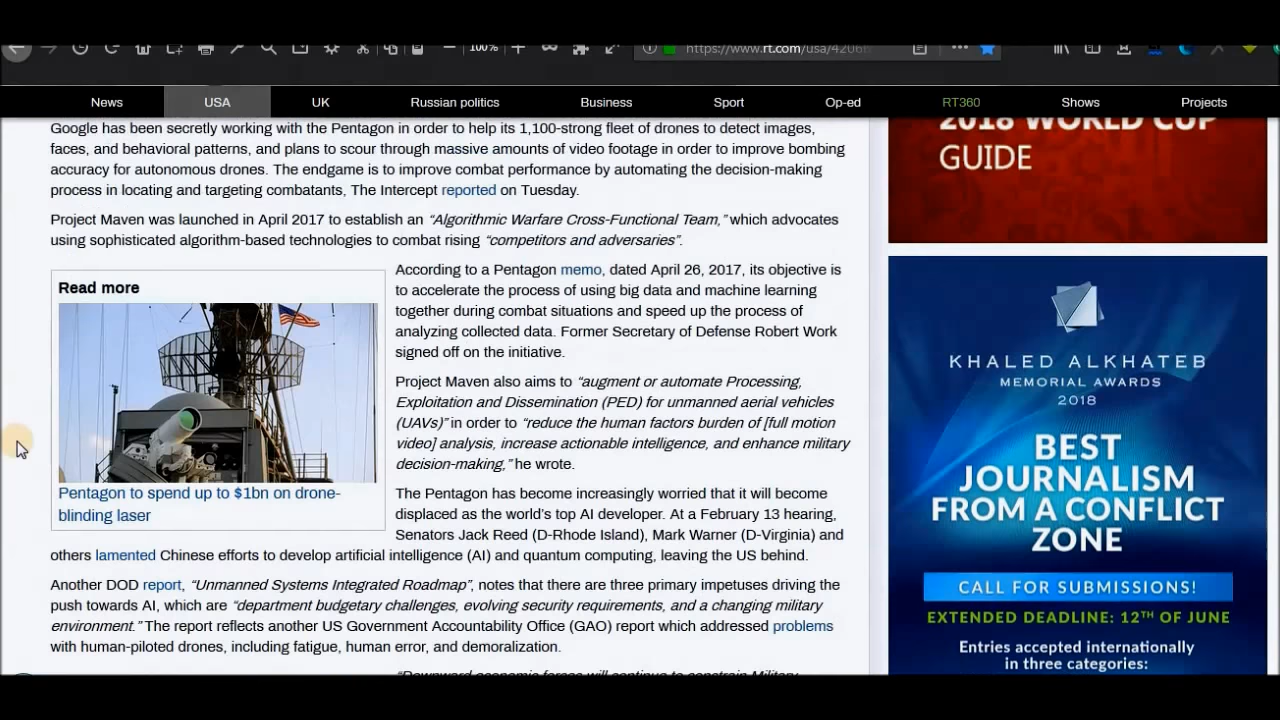 100%
https://www.rt.com/usa/4206
News
USA
UK
Russian politics
Business
Sport
Op-ed
RT360
Shows
Projects
Google has been secretly working with the Pentagon in order to help its 1,100-strong fleet of drones to detect images,
faces, and behavioral patterns, and plans to scour through massive amounts of video footage in order to improve bombing
accuracy for autonomous drones. The endgame is to improve combat performance by automating the decision-making
process in locating and targeting combatants, The Intercept reported on Tuesday.
Project Maven was launched in April 2017 to establish an “Algorithmic Warfare Cross-Functional Team,” which advocates
using sophisticated algorithm-based technologies to combat rising “competitors and adversaries”.
Read more
Pentagon to spend up to $1bn on drone-
blinding laser
According to a Pentagon memo, dated April 26, 2017, its objective is
to accelerate the process of using big data and machine learning
together during combat situations and speed up the process of
analyzing collected data. Former Secretary of Defense Robert Work
signed off on the initiative.
Project Maven also aims to “augment or automate Processing,
Exploitation and Dissemination (PED) for unmanned aerial vehicles
(UAVs)” in order to “reduce the human factors burden of [full motion
video] analysis, increase actionable intelligence, and enhance military
decision-making,” he wrote.
The Pentagon has become increasingly worried that it will become
displaced as the world’s top AI developer. At a February 13 hearing,
Senators Jack Reed (D-Rhode Island), Mark Warner (D-Virginia) and
others lamented Chinese efforts to develop artificial intelligence (AI) and quantum computing, leaving the US behind.
Another DOD report, “Unmanned Systems Integrated Roadmap”, notes that there are three primary impetuses driving the
push towards AI, which are “department budgetary challenges, evolving security requirements, and a changing military
environment.” The report reflects another US Government Accountability Office (GAO) report which addressed problems
with human-piloted drones, including fatigue, human error, and demoralization.
“Downward economic forces will continue to constrain Military
2018 WORLD CUP
GUIDE
KHALED ALKHATEB
MEMORIAL AWARDS
2018
BEST
JOURNALISM
FROM A CONFLICT
ZONE
CALL FOR SUBMISSIONS!
EXTENDED DEADLINE: 12TH OF JUNE
Entries accepted internationally
in three categories: